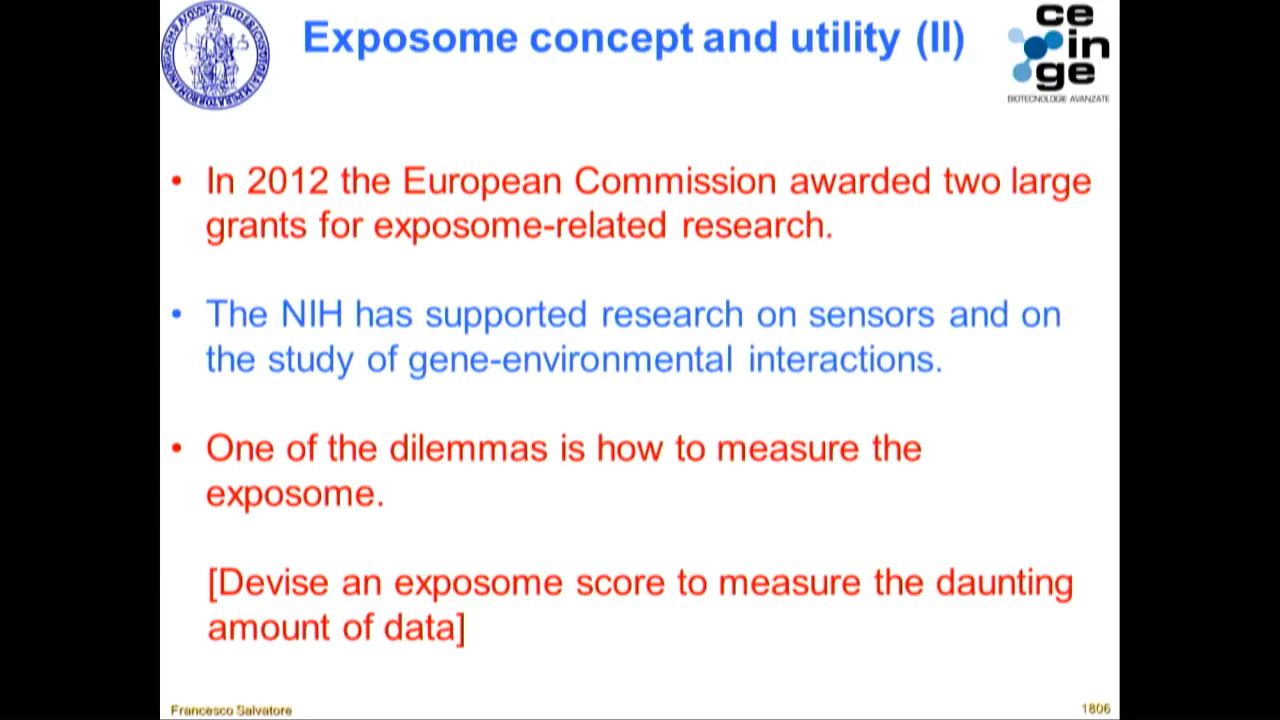 Exposome concept and utility (II)
ce
in
ge
BIOTECNOLOGIE AVANZATE
• In 2012 the European Commission awarded two large
grants for exposome-related research.
• The NIH has supported research on sensors and on
the study of gene-environmental interactions.
• One of the dilemmas is how to measure the
exposome.
[Devise an exposome score to measure the daunting
amount of data]
Francesco Salvatore
1806